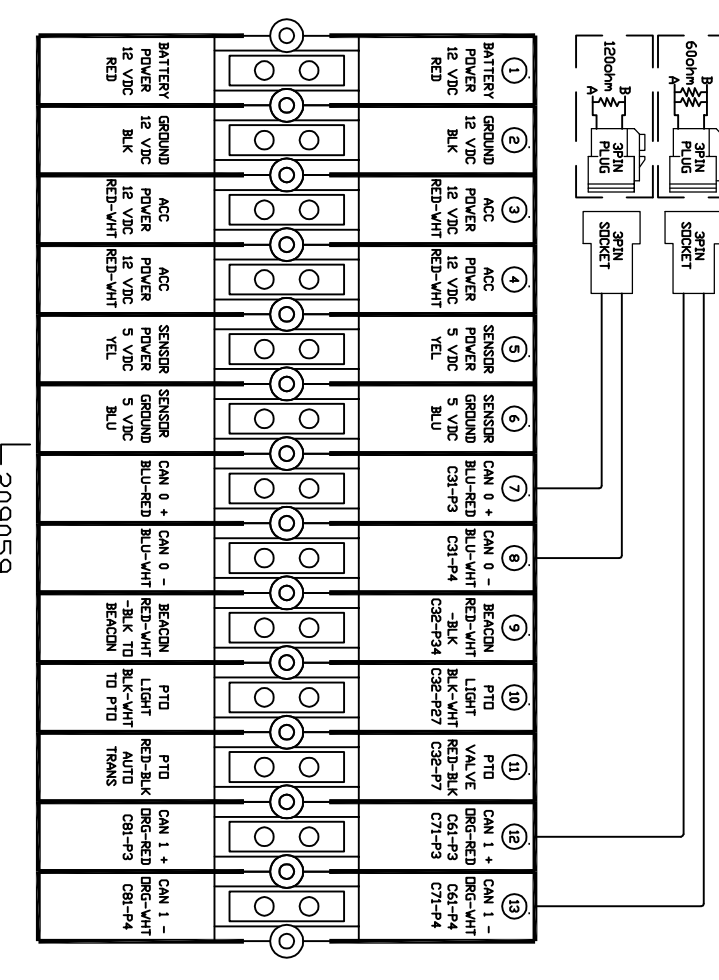 60ohm
B
A
3PIN
PLUG
3PIN
SOCKET
120ohm
B
A
3PIN
PLUG
3PIN
SOCKET
1
BATTERY
POWER
12 VDC
RED
2
GROUND
12 VDC
BLK
3
ACC
POWER
12 VDC
RED-WHT
4
ACC
POWER
12 VDC
RED-WHT
5
SENSOR
POWER
5 VDC
YEL
6
SENSOR
GROUND
5 VDC
BLU
7
CAN 0 +
BLU-RED
C31-P3
8
CAN 0 -
BLU-WHT
C31-P4
9
BEACON
RED-WHT
-BLK
C32-P34
10
PTO
LIGHT
BLK-WHT
C32-P27
11
PTO
VALVE
RED-BLK
C32-P7
12
CAN 1 +
ORG-RED
C61-P3
C71-P3
13
CAN 1 -
ORG-WHT
C61-P4
C71-P4
BATTERY
POWER
12 VDC
RED
GROUND
12 VDC
BLK
ACC
POWER
12 VDC
RED-WHT
ACC
POWER
12 VDC
RED-WHT
SENSOR
POWER
5 VDC
YEL
SENSOR
GROUND
5 VDC
BLU
CAN 0 +
BLU-RED
CAN 0 -
BLU-WHT
BEACON
RED-WHT
-BLK TO
BEACON
PTO
LIGHT
BLK-WHT
TO PTO
PTO
RED-BLK
AUTO
TRANS
CAN 1 +
ORG-RED
C81-P3
CAN 1 -
ORG-WHT
C81-P4